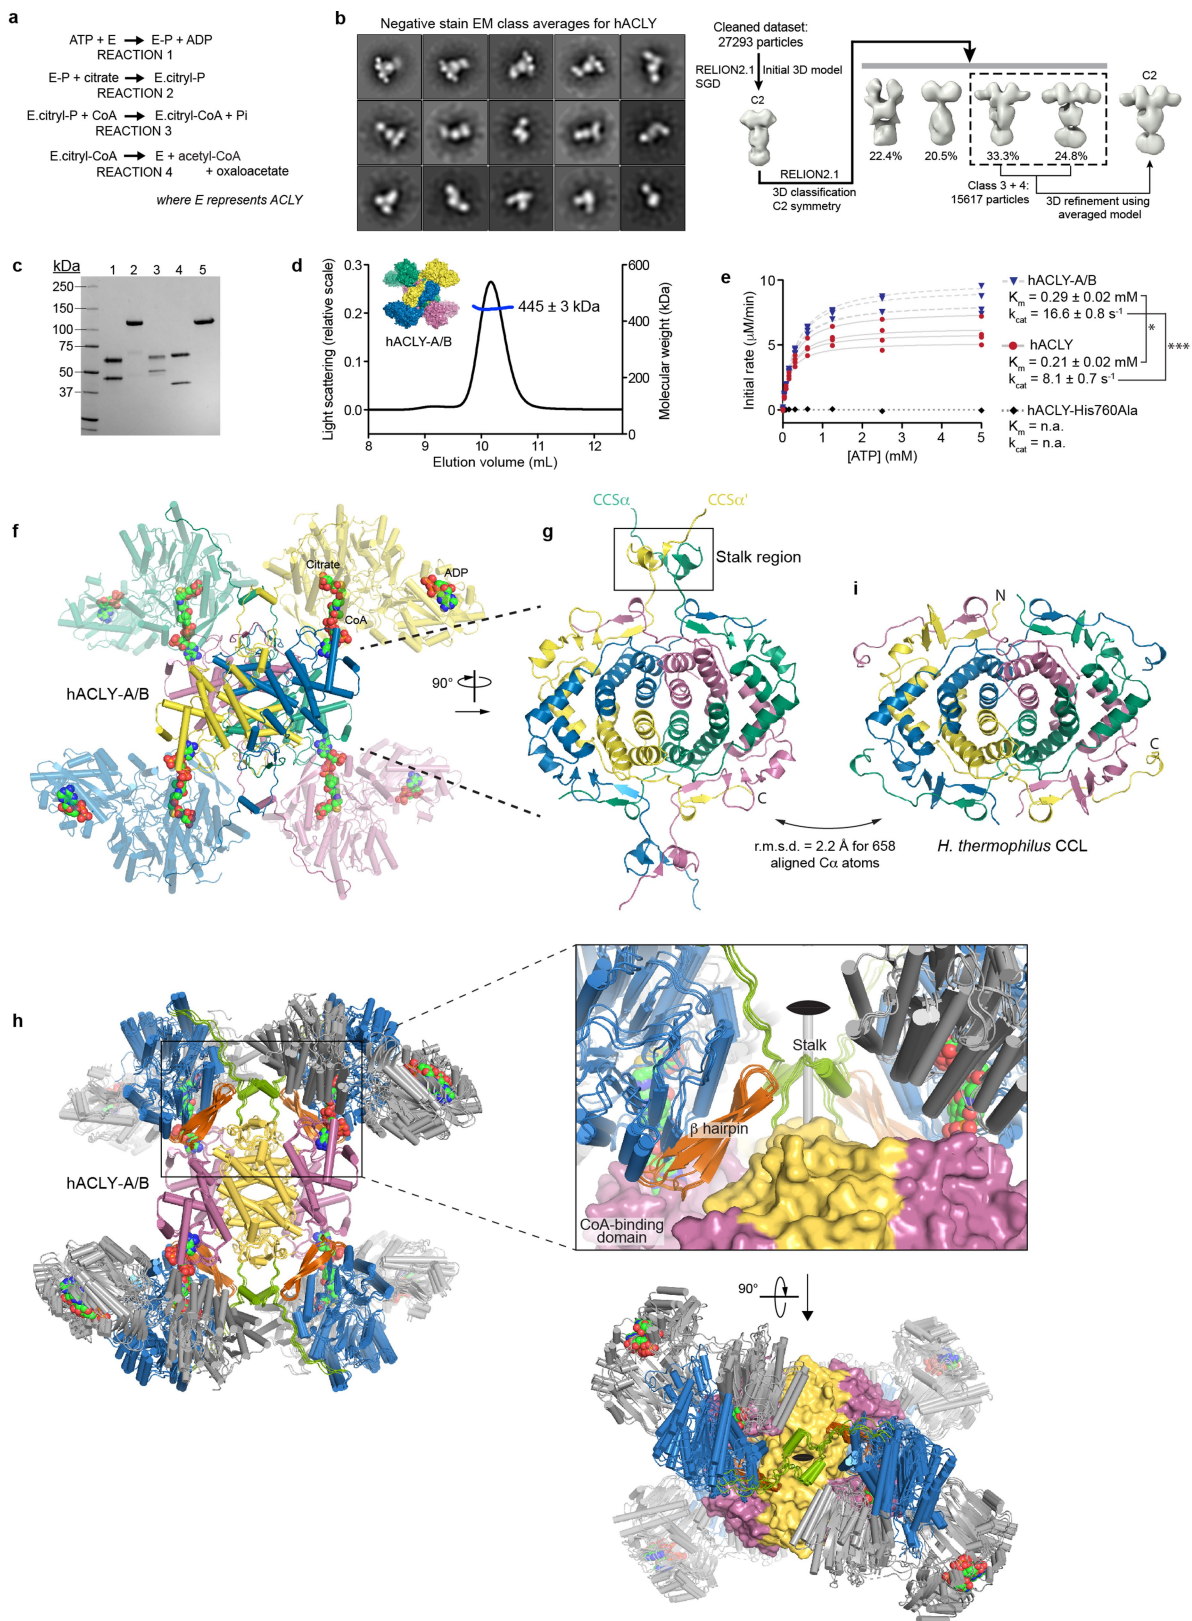 a
ATP + E → E-P + ADP
REACTION 1
E-P + citrate → E.citryl-P
REACTION 2
E.citryl-P + CoA → E.citryl-CoA + Pi
REACTION 3
E.citryl-CoA → E + acetyl-CoA
+ oxaloacetate
REACTION 4
where E represents ACLY
b
Negative stain EM class averages for hACLY
Cleaned dataset:
27293 particles
RELION2.1
SGD
Initial 3D model
C2
RELION2.1
3D classification
C2 symmetry
22.4%
20.5%
33.3%
24.8%
Class 3 + 4:
15617 particles
3D refinement using
averaged model
C2
c
kDa
1 2 3 4 5
250
150
100
75
50
37
d
Light scattering (relative scale)
0.3
0.2
0.1
0.0
hACLY-A/B
445 ± 3 kDa
600
400
200
0
Molecular weight (kDa)
8 9 10 11 12
Elution volume (mL)
e
Initial rate (μM/min)
10
5
0
0 1 2 3 4 5
[ATP] (mM)
hACLY-A/B
Km = 0.29 ± 0.02 mM
kcat = 16.6 ± 0.8 s⁻¹
*
***
hACLY
Km = 0.21 ± 0.02 mM
kcat = 8.1 ± 0.7 s⁻¹
hACLY-His760Ala
Km = n.a.
kcat = n.a.
f
Citrate
ADP
CoA
hACLY-A/B
90°
g
CCSα
CCSα'
Stalk region
C
r.m.s.d. = 2.2 Å for 658
aligned Cα atoms
i
N
C
H. thermophilus CCL
h
hACLY-A/B
Stalk
β hairpin
CoA-binding
domain
90°